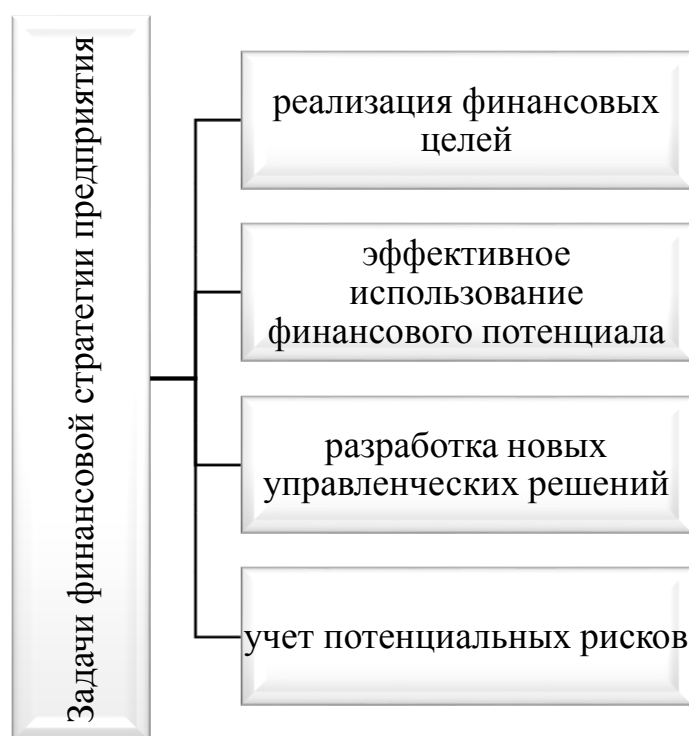 Задачи финансовой стратегии предприятия
реализация финансовых
целей
эффективное
использование
финансового потенциала
разработка новых
управленческих решений
учет потенциальных рисков